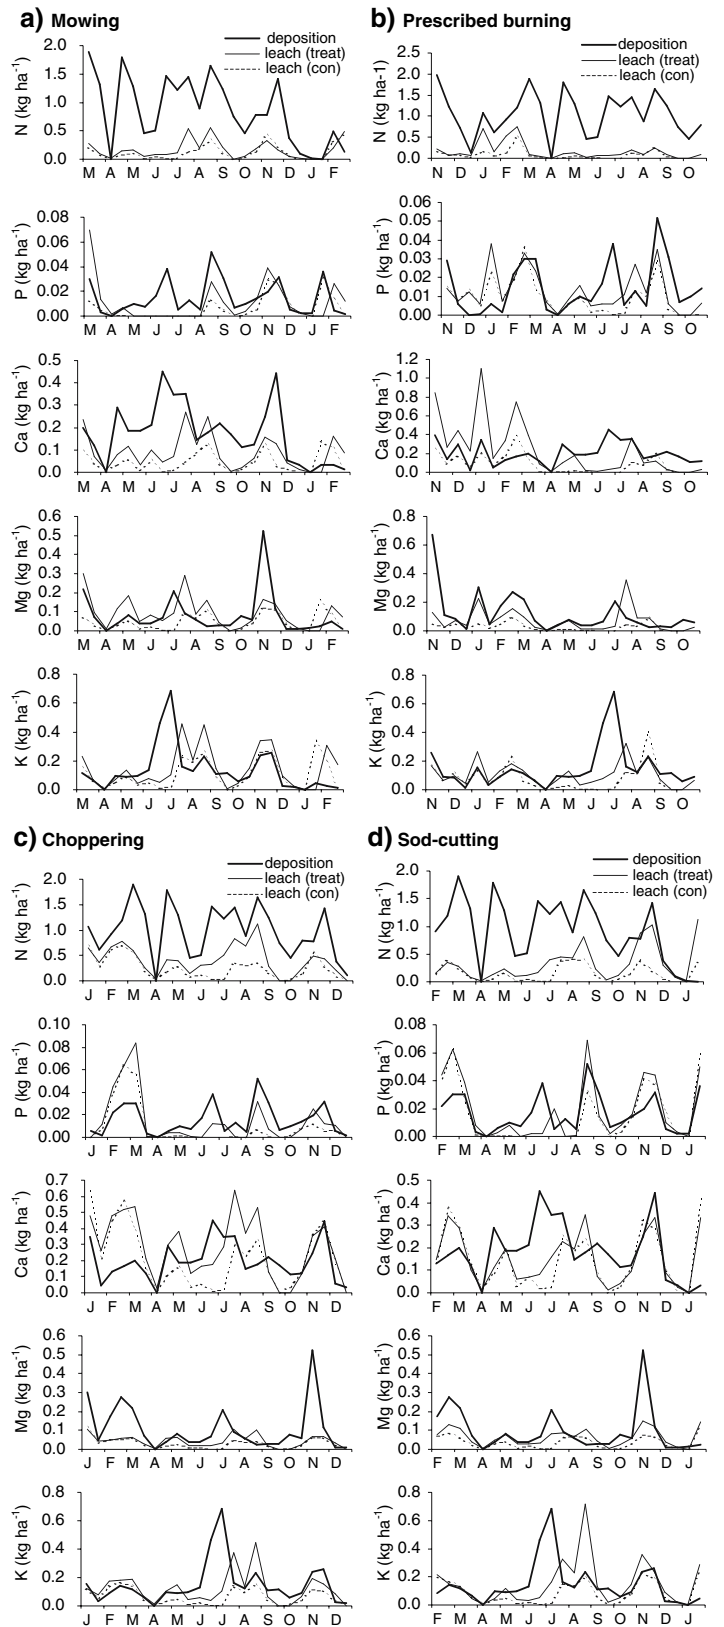 a) Mowing
deposition
leach (treat)
leach (con)
N (kg ha-1)
2.0
1.5
1.0
0.5
0.0
M A M J J A S O N D J F
P (kg ha-1)
0.08
0.06
0.04
0.02
0.00
M A M J J A S O N D J F
Ca (kg ha-1)
0.5
0.4
0.3
0.2
0.1
0.0
M A M J J A S O N D J F
Mg (kg ha-1)
0.6
0.5
0.4
0.3
0.2
0.1
0.0
M A M J J A S O N D J F
K (kg ha-1)
0.8
0.6
0.4
0.2
0.0
M A M J J A S O N D J F
b) Prescribed burning
deposition
leach (treat)
leach (con)
N (kg ha-1)
2.5
2.0
1.5
1.0
0.5
0.0
N D J F M A M J J A S O
P (kg ha-1)
0.06
0.05
0.04
0.03
0.02
0.01
0.00
N D J F M A M J J A S O
Ca (kg ha-1)
1.2
1.0
0.8
0.6
0.4
0.2
0.0
N D J F M A M J J A S O
Mg (kg ha-1)
0.8
0.6
0.4
0.2
0.0
N D J F M A M J J A S O
K (kg ha-1)
0.8
0.6
0.4
0.2
0.0
N D J F M A M J J A S O
c) Choppering
deposition
leach (treat)
leach (con)
N (kg ha-1)
2.0
1.5
1.0
0.5
0.0
J F M A M J J A S O N D
P (kg ha-1)
0.10
0.08
0.06
0.04
0.02
0.00
J F M A M J J A S O N D
Ca (kg ha-1)
0.7
0.6
0.5
0.4
0.3
0.2
0.1
0.0
J F M A M J J A S O N D
Mg (kg ha-1)
0.6
0.5
0.4
0.3
0.2
0.1
0.0
J F M A M J J A S O N D
K (kg ha-1)
0.8
0.6
0.4
0.2
0.0
J F M A M J J A S O N D
d) Sod-cutting
deposition
leach (treat)
leach (con)
N (kg ha-1)
2.0
1.5
1.0
0.5
0.0
F M A M J J A S O N D J
P (kg ha-1)
0.08
0.06
0.04
0.02
0.00
F M A M J J A S O N D J
Ca (kg ha-1)
0.5
0.4
0.3
0.2
0.1
0.0
F M A M J J A S O N D J
Mg (kg ha-1)
0.6
0.5
0.4
0.3
0.2
0.1
0.0
F M A M J J A S O N D J
K (kg ha-1)
0.8
0.6
0.4
0.2
0.0
F M A M J J A S O N D J